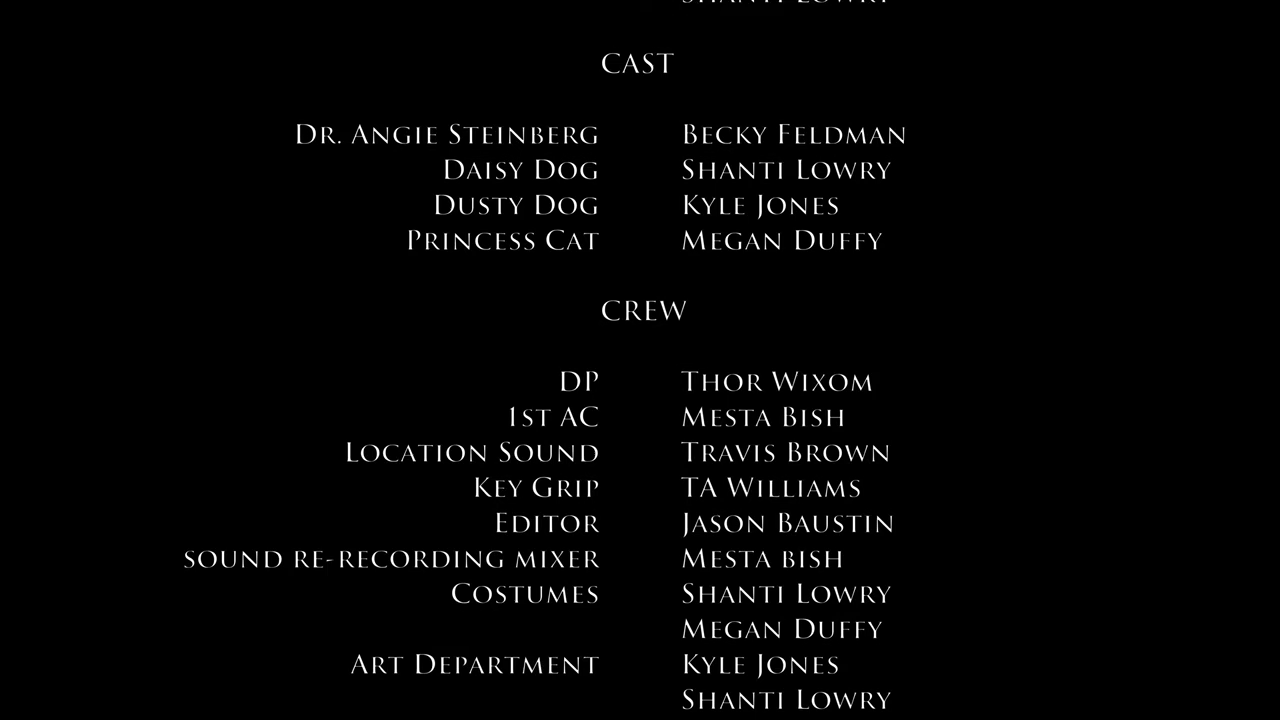 Shanti Lowry
CAST
Dr. Angie Steinberg Becky Feldman
Daisy Dog Shanti Lowry
Dusty Dog Kyle Jones
Princess Cat Megan Duffy
CREW
DP Thor Wixom
1st AC Mesta Bish
Location Sound Travis Brown
Key Grip TA Williams
Editor Jason Baustin
sound re-recording mixer Mesta bish
Costumes Shanti Lowry
Megan Duffy
Art Department Kyle Jones
Shanti Lowry